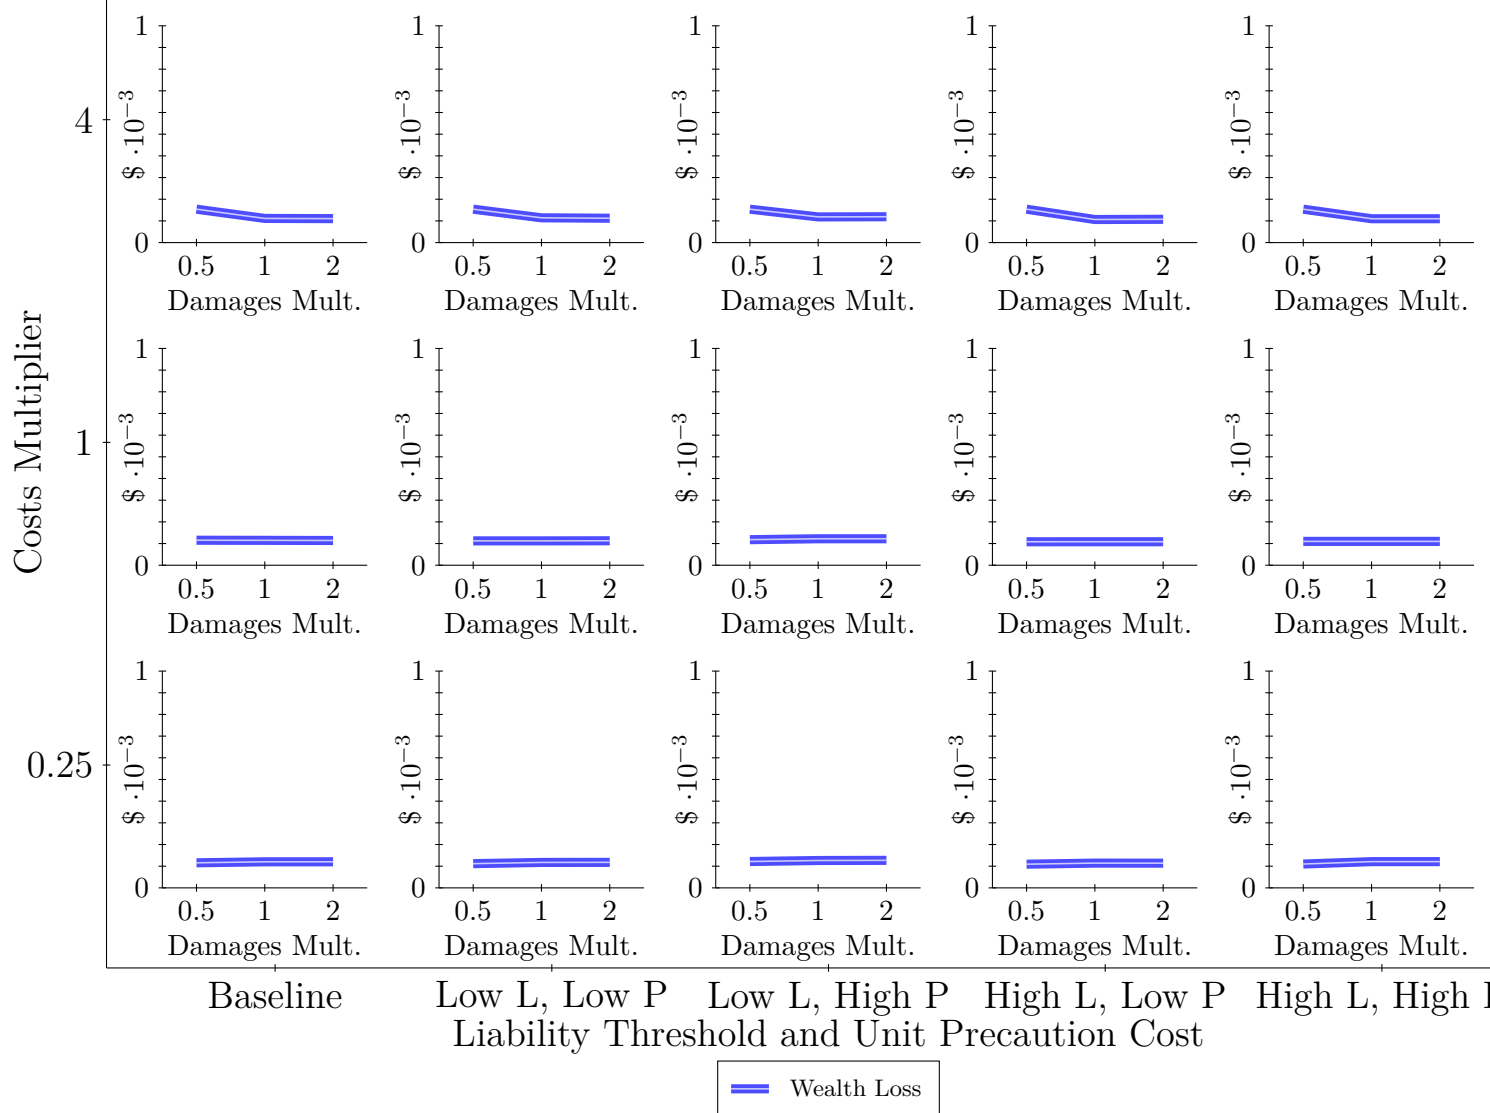 1 1 1 1 1
$ ·10⁻³ $ ·10⁻³ $ ·10⁻³ $ ·10⁻³ $ ·10⁻³
4
0 0 0 0 0
0.5 1 2 0.5 1 2 0.5 1 2 0.5 1 2 0.5 1 2
Damages Mult. Damages Mult. Damages Mult. Damages Mult. Damages Mult.
Costs Multiplier
1 1 1 1 1
$ ·10⁻³ $ ·10⁻³ $ ·10⁻³ $ ·10⁻³ $ ·10⁻³
1
0 0 0 0 0
0.5 1 2 0.5 1 2 0.5 1 2 0.5 1 2 0.5 1 2
Damages Mult. Damages Mult. Damages Mult. Damages Mult. Damages Mult.
1 1 1 1 1
$ ·10⁻³ $ ·10⁻³ $ ·10⁻³ $ ·10⁻³ $ ·10⁻³
0.25
0 0 0 0 0
0.5 1 2 0.5 1 2 0.5 1 2 0.5 1 2 0.5 1 2
Damages Mult. Damages Mult. Damages Mult. Damages Mult. Damages Mult.
Baseline Low L, Low P Low L, High P High L, Low P High L, High
Liability Threshold and Unit Precaution Cost
Wealth Loss